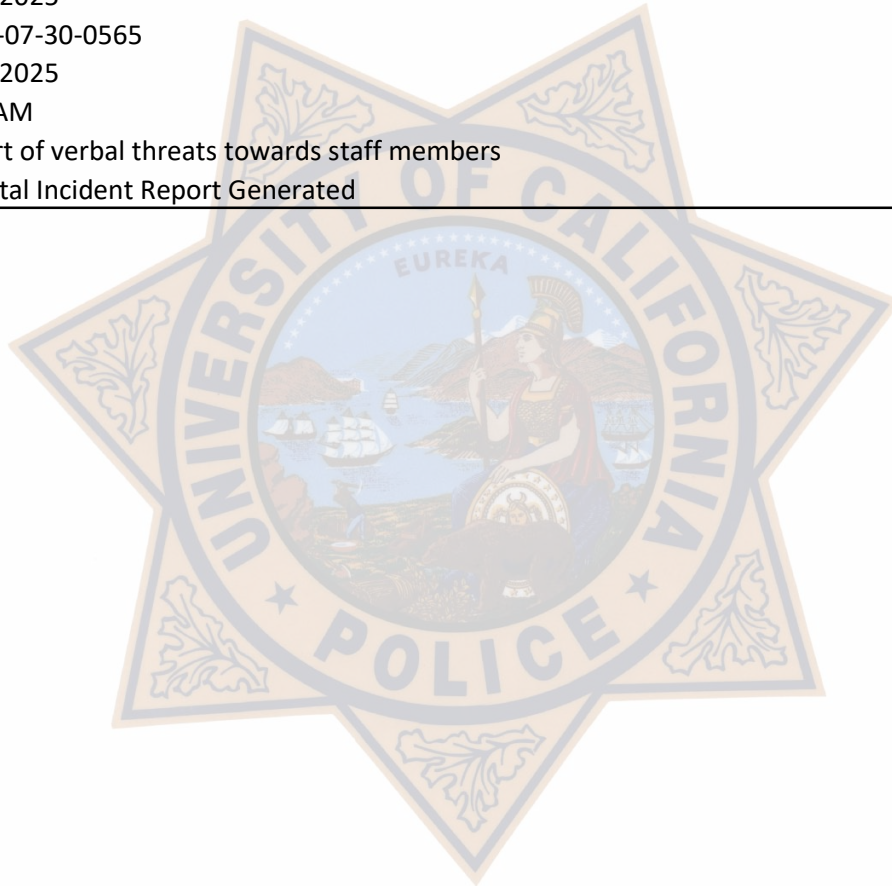 -07-30-0565
2025
AM
rt of verbal threats towards staff members
tal Incident Report Generated
UNIVERSITY OF CALIFORNIA
EUREKA
POLICE